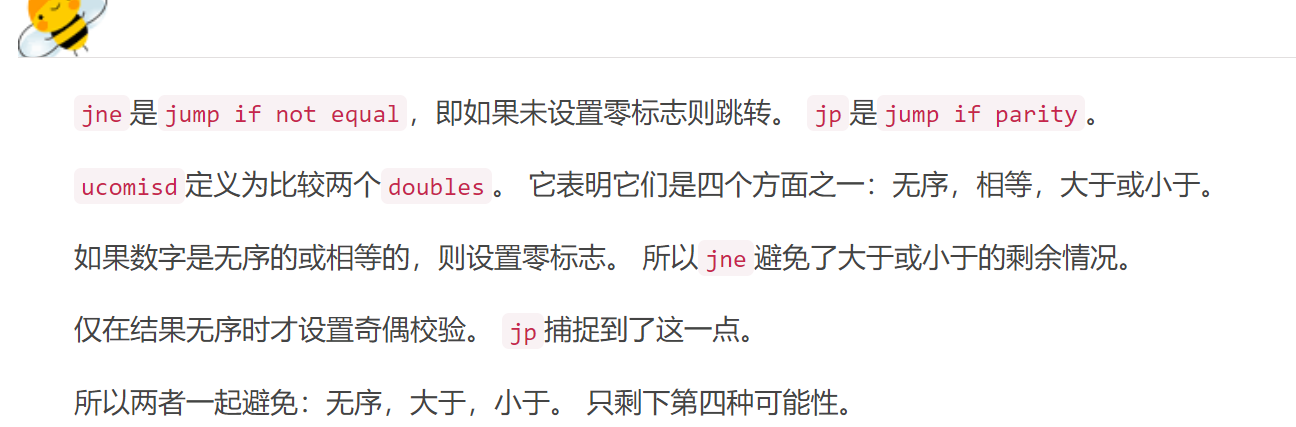 jne是jump if not equal，即如果未设置零标志则跳转。 jp是jump if parity。
ucomisd定义为比较两个doubles。 它表明它们是四个方面之一：无序，相等，大于或小于。
如果数字是无序的或相等的，则设置零标志。 所以jne避免了大于或小于的剩余情况。
仅在结果无序时才设置奇偶校验。 jp捕捉到了这一点。
所以两者一起避免：无序，大于，小于。 只剩下第四种可能性。